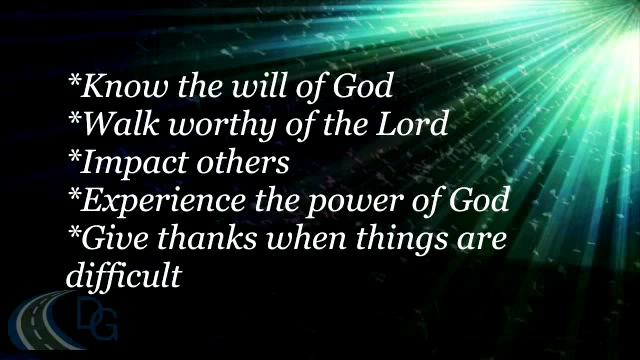 *Know the will of God
*Walk worthy of the Lord
*Impact others
*Experience the power of God
*Give thanks when things are
difficult
DG